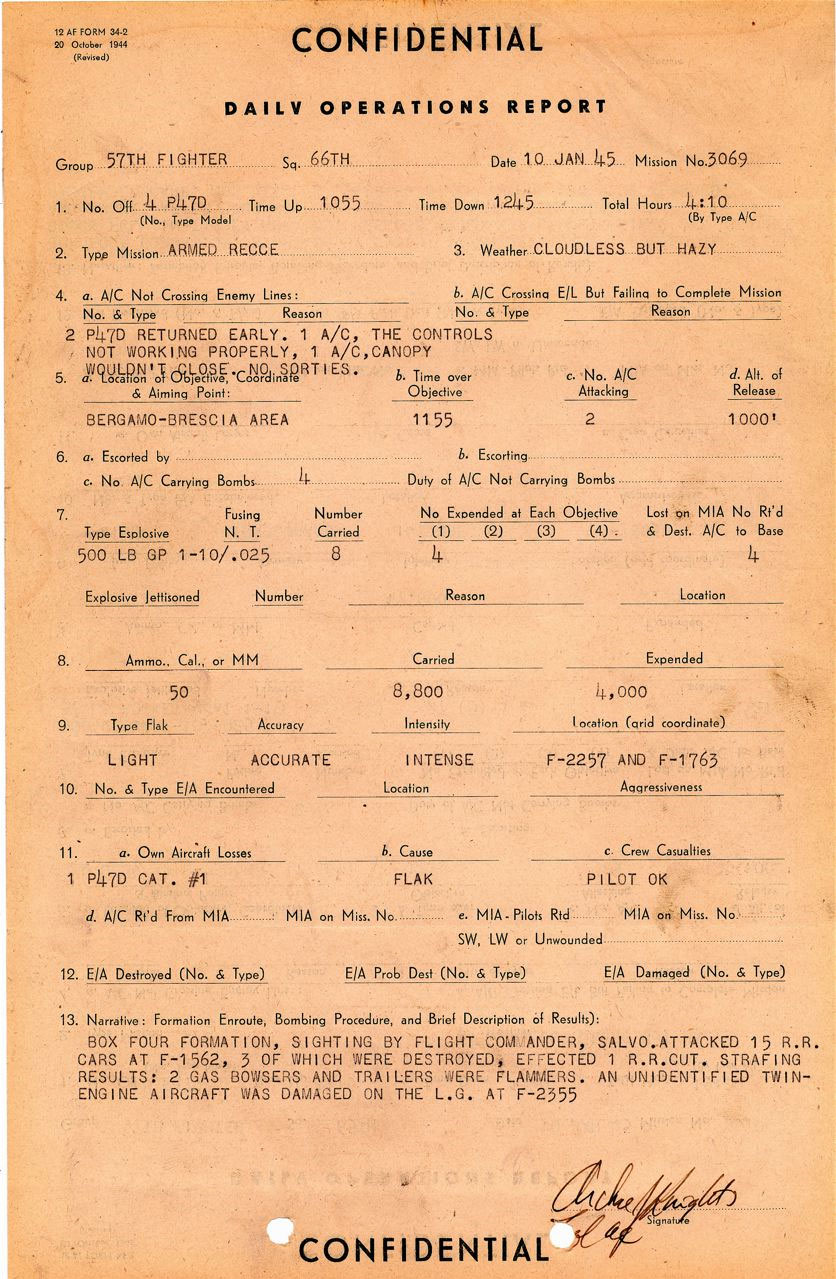 12 AF FORM 34-2
20 October 1944
(Revised)
CONFIDENTIAL
DAILY OPERATIONS REPORT
Group 57TH FIGHTER Sq. 66TH Date 10 JAN 45 Mission No. 3069
1. No. Off 4 P47D Time Up 1055 Time Down 1245 Total Hours 4:10
(No., Type Model (By Type A/C
2. Type Mission ARMED RECCE 3. Weather CLOUDLESS BUT HAZY
4. a. A/C Not Crossing Enemy Lines: b. A/C Crossing E/L But Failing to Complete Mission
No. & Type Reason No. & Type Reason
2 P47D RETURNED EARLY. 1 A/C, THE CONTROLS
NOT WORKING PROPERLY, 1 A/C,CANOPY
WOULDN'T CLOSE. NO SORTIES.
5. a. Location of Objective, Coordinate b. Time over c. No. A/C d. Alt. of
& Aiming Point: Objective Attacking Release
BERGAMO-BRESCIA AREA 1155 2 1000'
6. a. Escorted by b. Escorting
c. No. A/C Carrying Bombs 4 Duty of A/C Not Carrying Bombs
7. Fusing Number No Expended at Each Objective Lost on MIA No Rt'd
Type Explosive N. T. Carried (1) (2) (3) (4) & Dest. A/C to Base
500 LB GP 1-10/.025 8 4 4
Explosive Jettisoned Number Reason Location
8. Ammo., Cal., or MM Carried Expended
50 8,800 4,000
9. Type Flak Accuracy Intensity Location (grid coordinate)
LIGHT ACCURATE INTENSE F-2257 AND F-1763
10. No. & Type E/A Encountered Location Aggressiveness
11. a. Own Aircraft Losses b. Cause c. Crew Casualties
1 P47D CAT. #1 FLAK PILOT OK
d. A/C Rt'd From MIA MIA on Miss. No. e. MIA-Pilots Rtd MIA on Miss. No.
SW, LW or Unwounded
12. E/A Destroyed (No. & Type) E/A Prob Dest (No. & Type) E/A Damaged (No. & Type)
13. Narrative: Formation Enroute, Bombing Procedure, and Brief Description of Results):
BOX FOUR FORMATION, SIGHTING BY FLIGHT COMMANDER, SALVO.ATTACKED 15 R.R.
CARS AT F-1562, 3 OF WHICH WERE DESTROYED, EFFECTED 1 R.R.CUT. STRAFING
RESULTS: 2 GAS BOWSERS AND TRAILERS WERE FLAMMERS. AN UNIDENTIFIED TWIN-
ENGINE AIRCRAFT WAS DAMAGED ON THE L.G. AT F-2355
Archie J Knights
Signature
CONFIDENTIAL